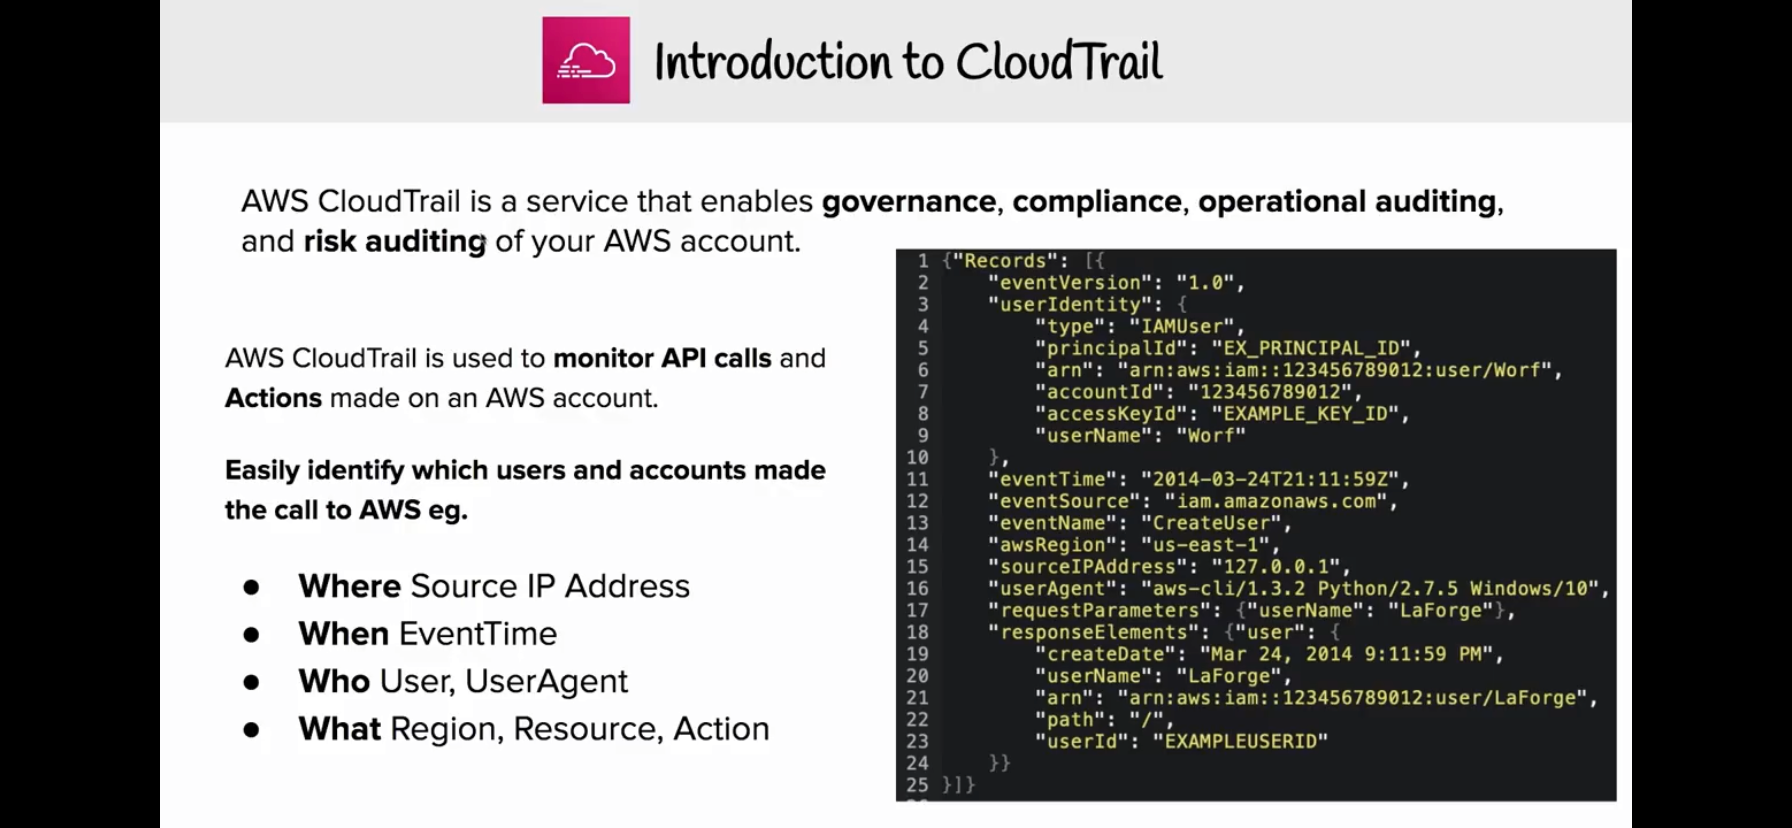 Introduction to CloudTrail
AWS CloudTrail is a service that enables governance, compliance, operational auditing,
and risk auditing of your AWS account.
AWS CloudTrail is used to monitor API calls and
Actions made on an AWS account.
Easily identify which users and accounts made
the call to AWS eg.
● Where Source IP Address
● When EventTime
● Who User, UserAgent
● What Region, Resource, Action
1 {"Records": [{
2 "eventVersion": "1.0",
3 "userIdentity": {
4 "type": "IAMUser",
5 "principalId": "EX_PRINCIPAL_ID",
6 "arn": "arn:aws:iam::123456789012:user/Worf",
7 "accountId": "123456789012",
8 "accessKeyId": "EXAMPLE_KEY_ID",
9 "userName": "Worf"
10 },
11 "eventTime": "2014-03-24T21:11:59Z",
12 "eventSource": "iam.amazonaws.com",
13 "eventName": "CreateUser",
14 "awsRegion": "us-east-1",
15 "sourceIPAddress": "127.0.0.1",
16 "userAgent": "aws-cli/1.3.2 Python/2.7.5 Windows/10",
17 "requestParameters": {"userName": "LaForge"},
18 "responseElements": {"user": {
19 "createDate": "Mar 24, 2014 9:11:59 PM",
20 "userName": "LaForge",
21 "arn": "arn:aws:iam::123456789012:user/LaForge",
22 "path": "/",
23 "userId": "EXAMPLEUSERID"
24 }}
25 }]}